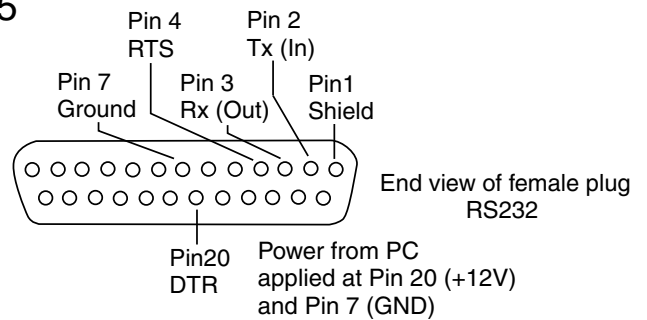 5
Pin 4
RTS
Pin 2
Tx (In)
Pin 7
Ground
Pin 3
Rx (Out)
Pin1
Shield
End view of female plug
RS232
Pin20
DTR
Power from PC
applied at Pin 20 (+12V)
and Pin 7 (GND)